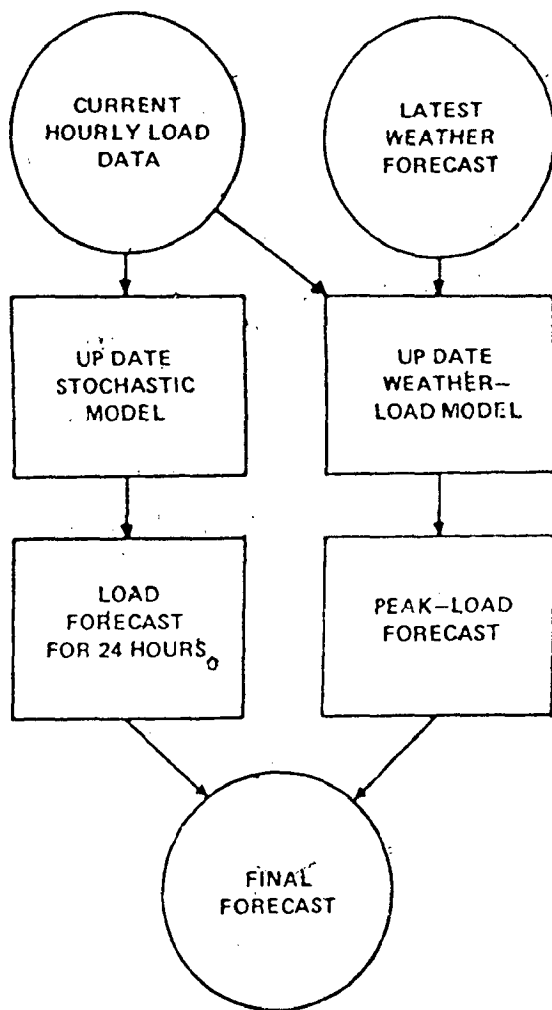 CURRENT
HOURLY LOAD
DATA
LATEST
WEATHER
FORECAST
UP DATE
STOCHASTIC
MODEL
UP DATE
WEATHER–
LOAD MODEL
LOAD
FORECAST
FOR 24 HOURS
PEAK–LOAD
FORECAST
FINAL
FORECAST